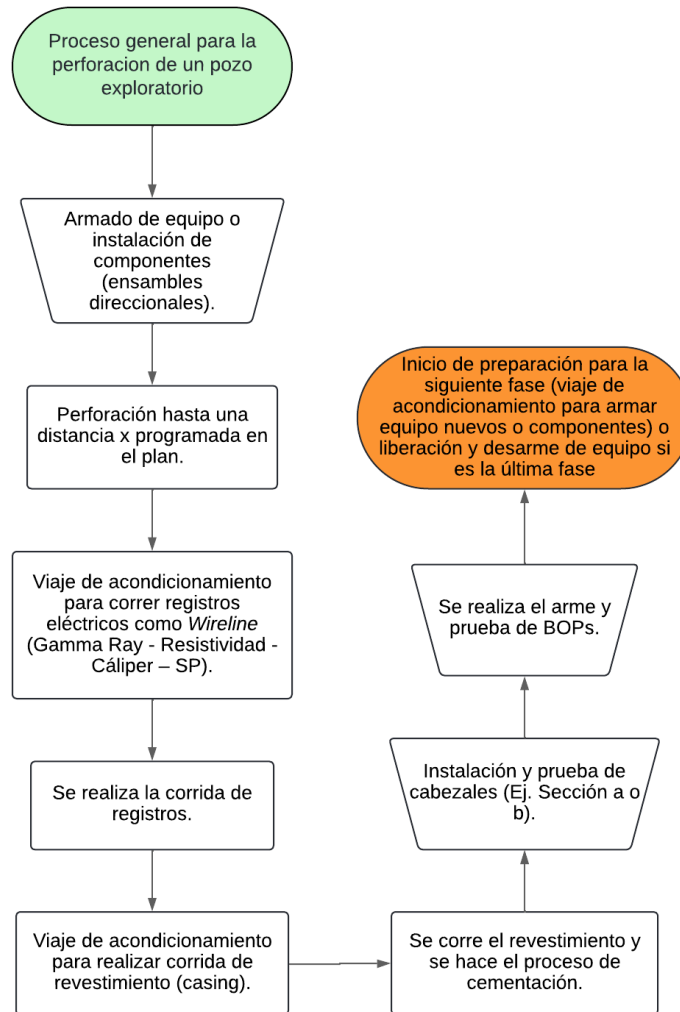 Proceso general para la
perforacion de un pozo
exploratorio
Armado de equipo o
instalación de
componentes
(ensambles
direccionales).
Perforación hasta una
distancia x programada en
el plan.
Viaje de acondicionamiento
para correr registros
eléctricos como Wireline
(Gamma Ray - Resistividad -
Cáliper – SP).
Se realiza la corrida de
registros.
Viaje de acondicionamiento
para realizar corrida de
revestimiento (casing).
Se corre el revestimiento y
se hace el proceso de
cementación.
Instalación y prueba de
cabezales (Ej. Sección a o
b).
Se realiza el arme y
prueba de BOPs.
Inicio de preparación para la
siguiente fase (viaje de
acondicionamiento para armar
equipo nuevos o componentes) o
liberación y desarme de equipo si
es la última fase